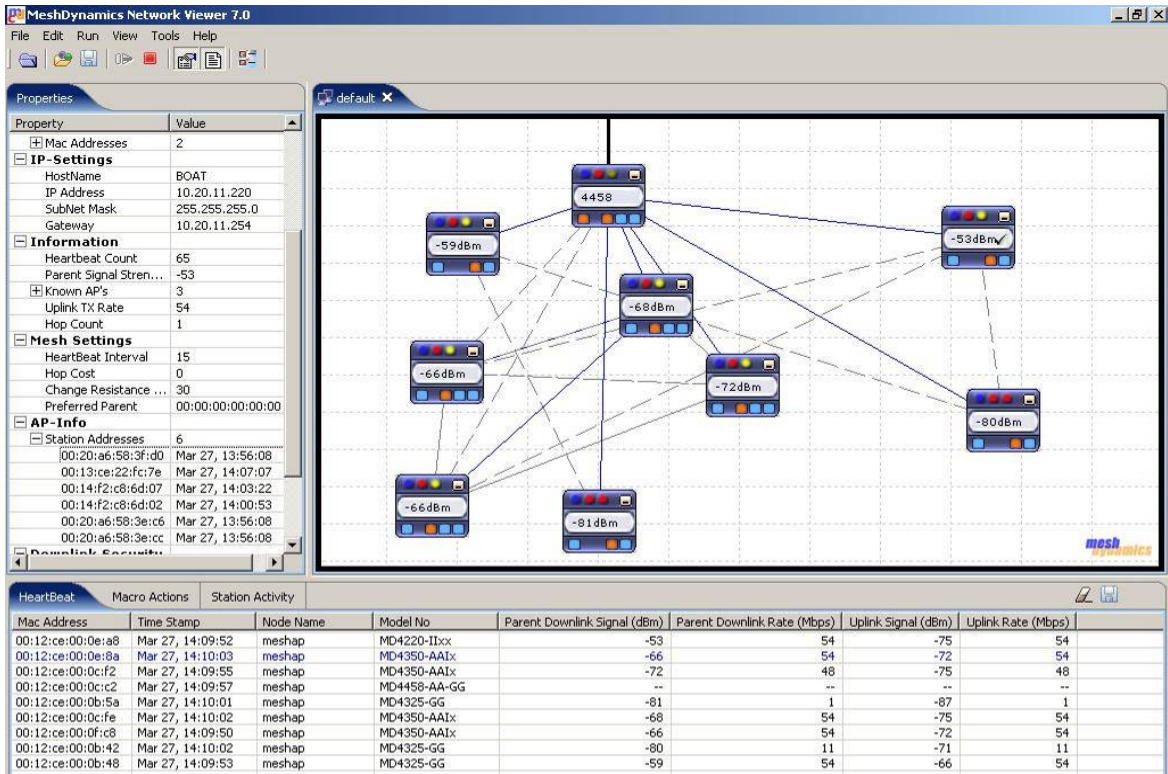 MeshDynamics Network Viewer 7.0
File Edit Run View Tools Help
Properties
default
Property Value
Mac Addresses 2
IP-Settings
HostName BOAT
IP Address 10.20.11.220
SubNet Mask 255.255.255.0
Gateway 10.20.11.254
Information
Heartbeat Count 65
Parent Signal Stren... -53
Known AP's 3
Uplink TX Rate 54
Hop Count 1
Mesh Settings
HeartBeat Interval 15
Hop Cost 0
Change Resistance ... 30
Preferred Parent 00:00:00:00:00:00
AP-Info
Station Addresses 6
00:20:a6:58:3f:d0 Mar 27, 13:56:08
00:13:ce:22:fc:7e Mar 27, 14:07:07
00:14:f2:c8:6d:07 Mar 27, 14:03:22
00:14:f2:c8:6d:02 Mar 27, 14:00:53
00:20:a6:58:3e:c6 Mar 27, 13:56:08
00:20:a6:58:3e:cc Mar 27, 13:56:08
Downlink Security
4458
-59dBm
-53dBm
-68dBm
-66dBm
-72dBm
-80dBm
-66dBm
-81dBm
mesh
dynamics
HeartBeat Macro Actions Station Activity
Mac Address Time Stamp Node Name Model No Parent Downlink Signal (dBm) Parent Downlink Rate (Mbps) Uplink Signal (dBm) Uplink Rate (Mbps)
00:12:ce:00:0e:a8 Mar 27, 14:09:52 meshap MD4220-IIxx -53 54 -75 54
00:12:ce:00:0e:8a Mar 27, 14:10:03 meshap MD4350-AAIx -66 54 -72 54
00:12:ce:00:0c:f2 Mar 27, 14:09:55 meshap MD4350-AAIx -72 48 -75 48
00:12:ce:00:0c:c2 Mar 27, 14:09:57 meshap MD4458-AA-GG -- -- -- --
00:12:ce:00:0b:5a Mar 27, 14:10:01 meshap MD4325-GG -81 1 -87 1
00:12:ce:00:0c:fe Mar 27, 14:10:02 meshap MD4350-AAIx -68 54 -75 54
00:12:ce:00:0f:c8 Mar 27, 14:09:50 meshap MD4350-AAIx -66 54 -72 54
00:12:ce:00:0b:42 Mar 27, 14:10:02 meshap MD4325-GG -80 11 -71 11
00:12:ce:00:0b:48 Mar 27, 14:09:53 meshap MD4325-GG -59 54 -66 54